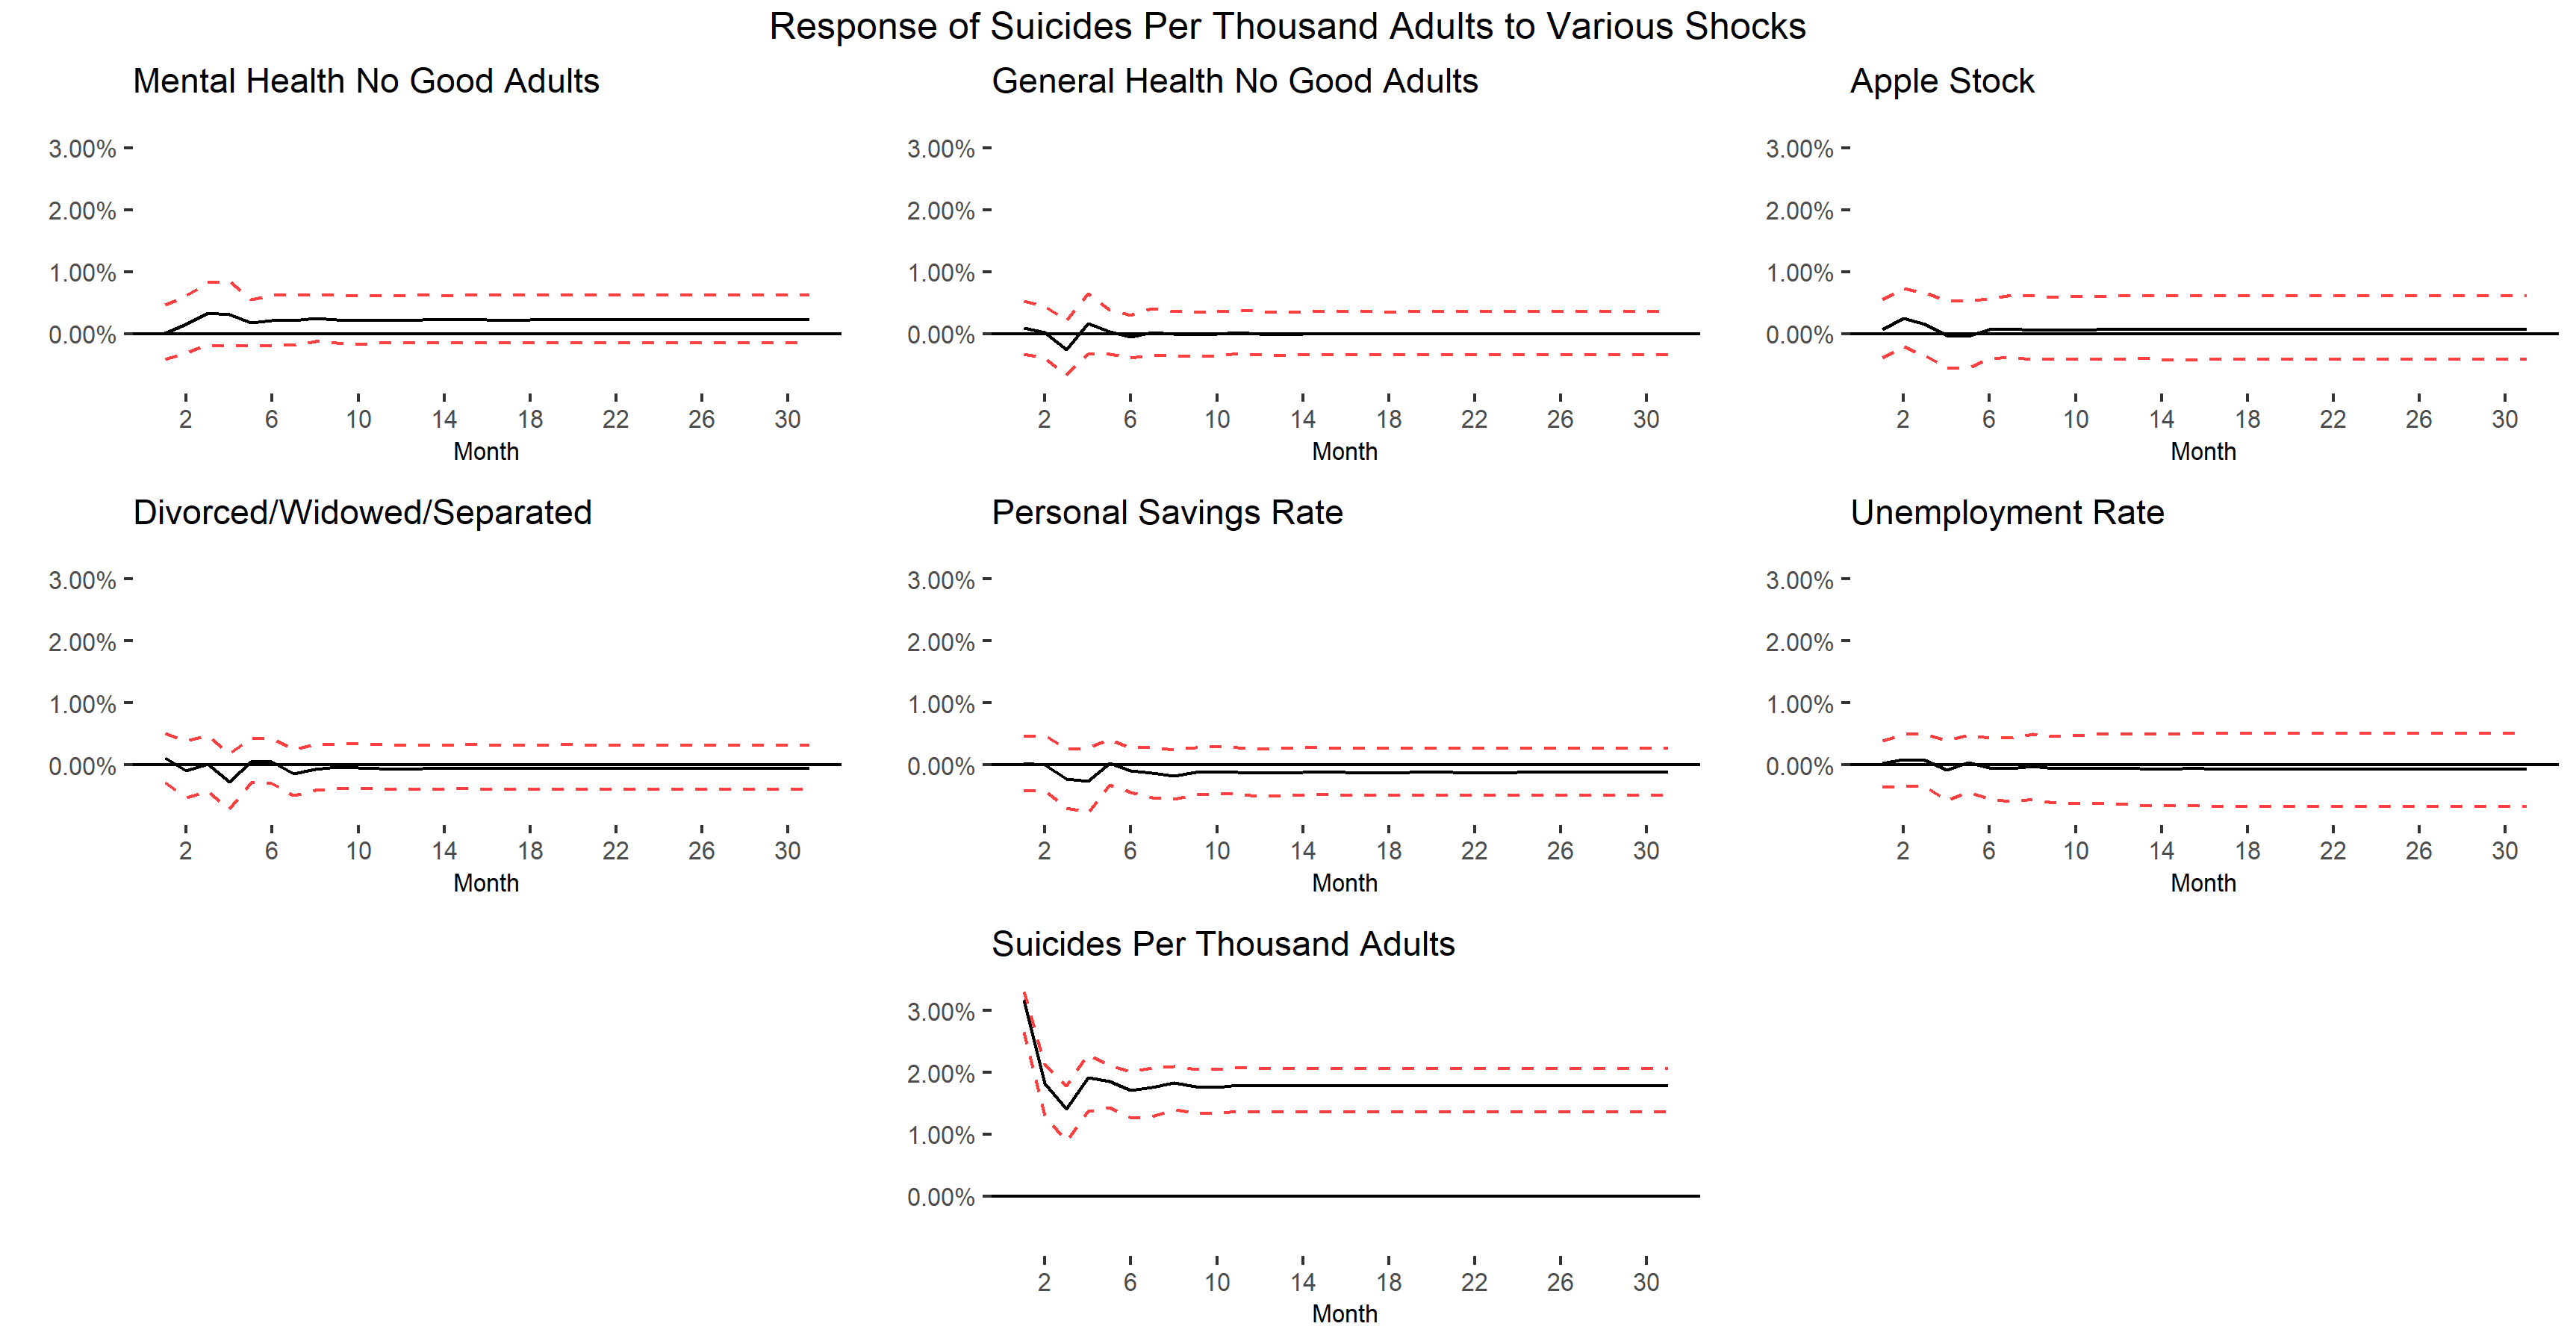 Response of Suicides Per Thousand Adults to Various Shocks
Mental Health No Good Adults
3.00%
2.00%
1.00%
0.00%
2 6 10 14 18 22 26 30
Month
General Health No Good Adults
3.00%
2.00%
1.00%
0.00%
2 6 10 14 18 22 26 30
Month
Apple Stock
3.00%
2.00%
1.00%
0.00%
2 6 10 14 18 22 26 30
Month
Divorced/Widowed/Separated
3.00%
2.00%
1.00%
0.00%
2 6 10 14 18 22 26 30
Month
Personal Savings Rate
3.00%
2.00%
1.00%
0.00%
2 6 10 14 18 22 26 30
Month
Unemployment Rate
3.00%
2.00%
1.00%
0.00%
2 6 10 14 18 22 26 30
Month
Suicides Per Thousand Adults
3.00%
2.00%
1.00%
0.00%
2 6 10 14 18 22 26 30
Month